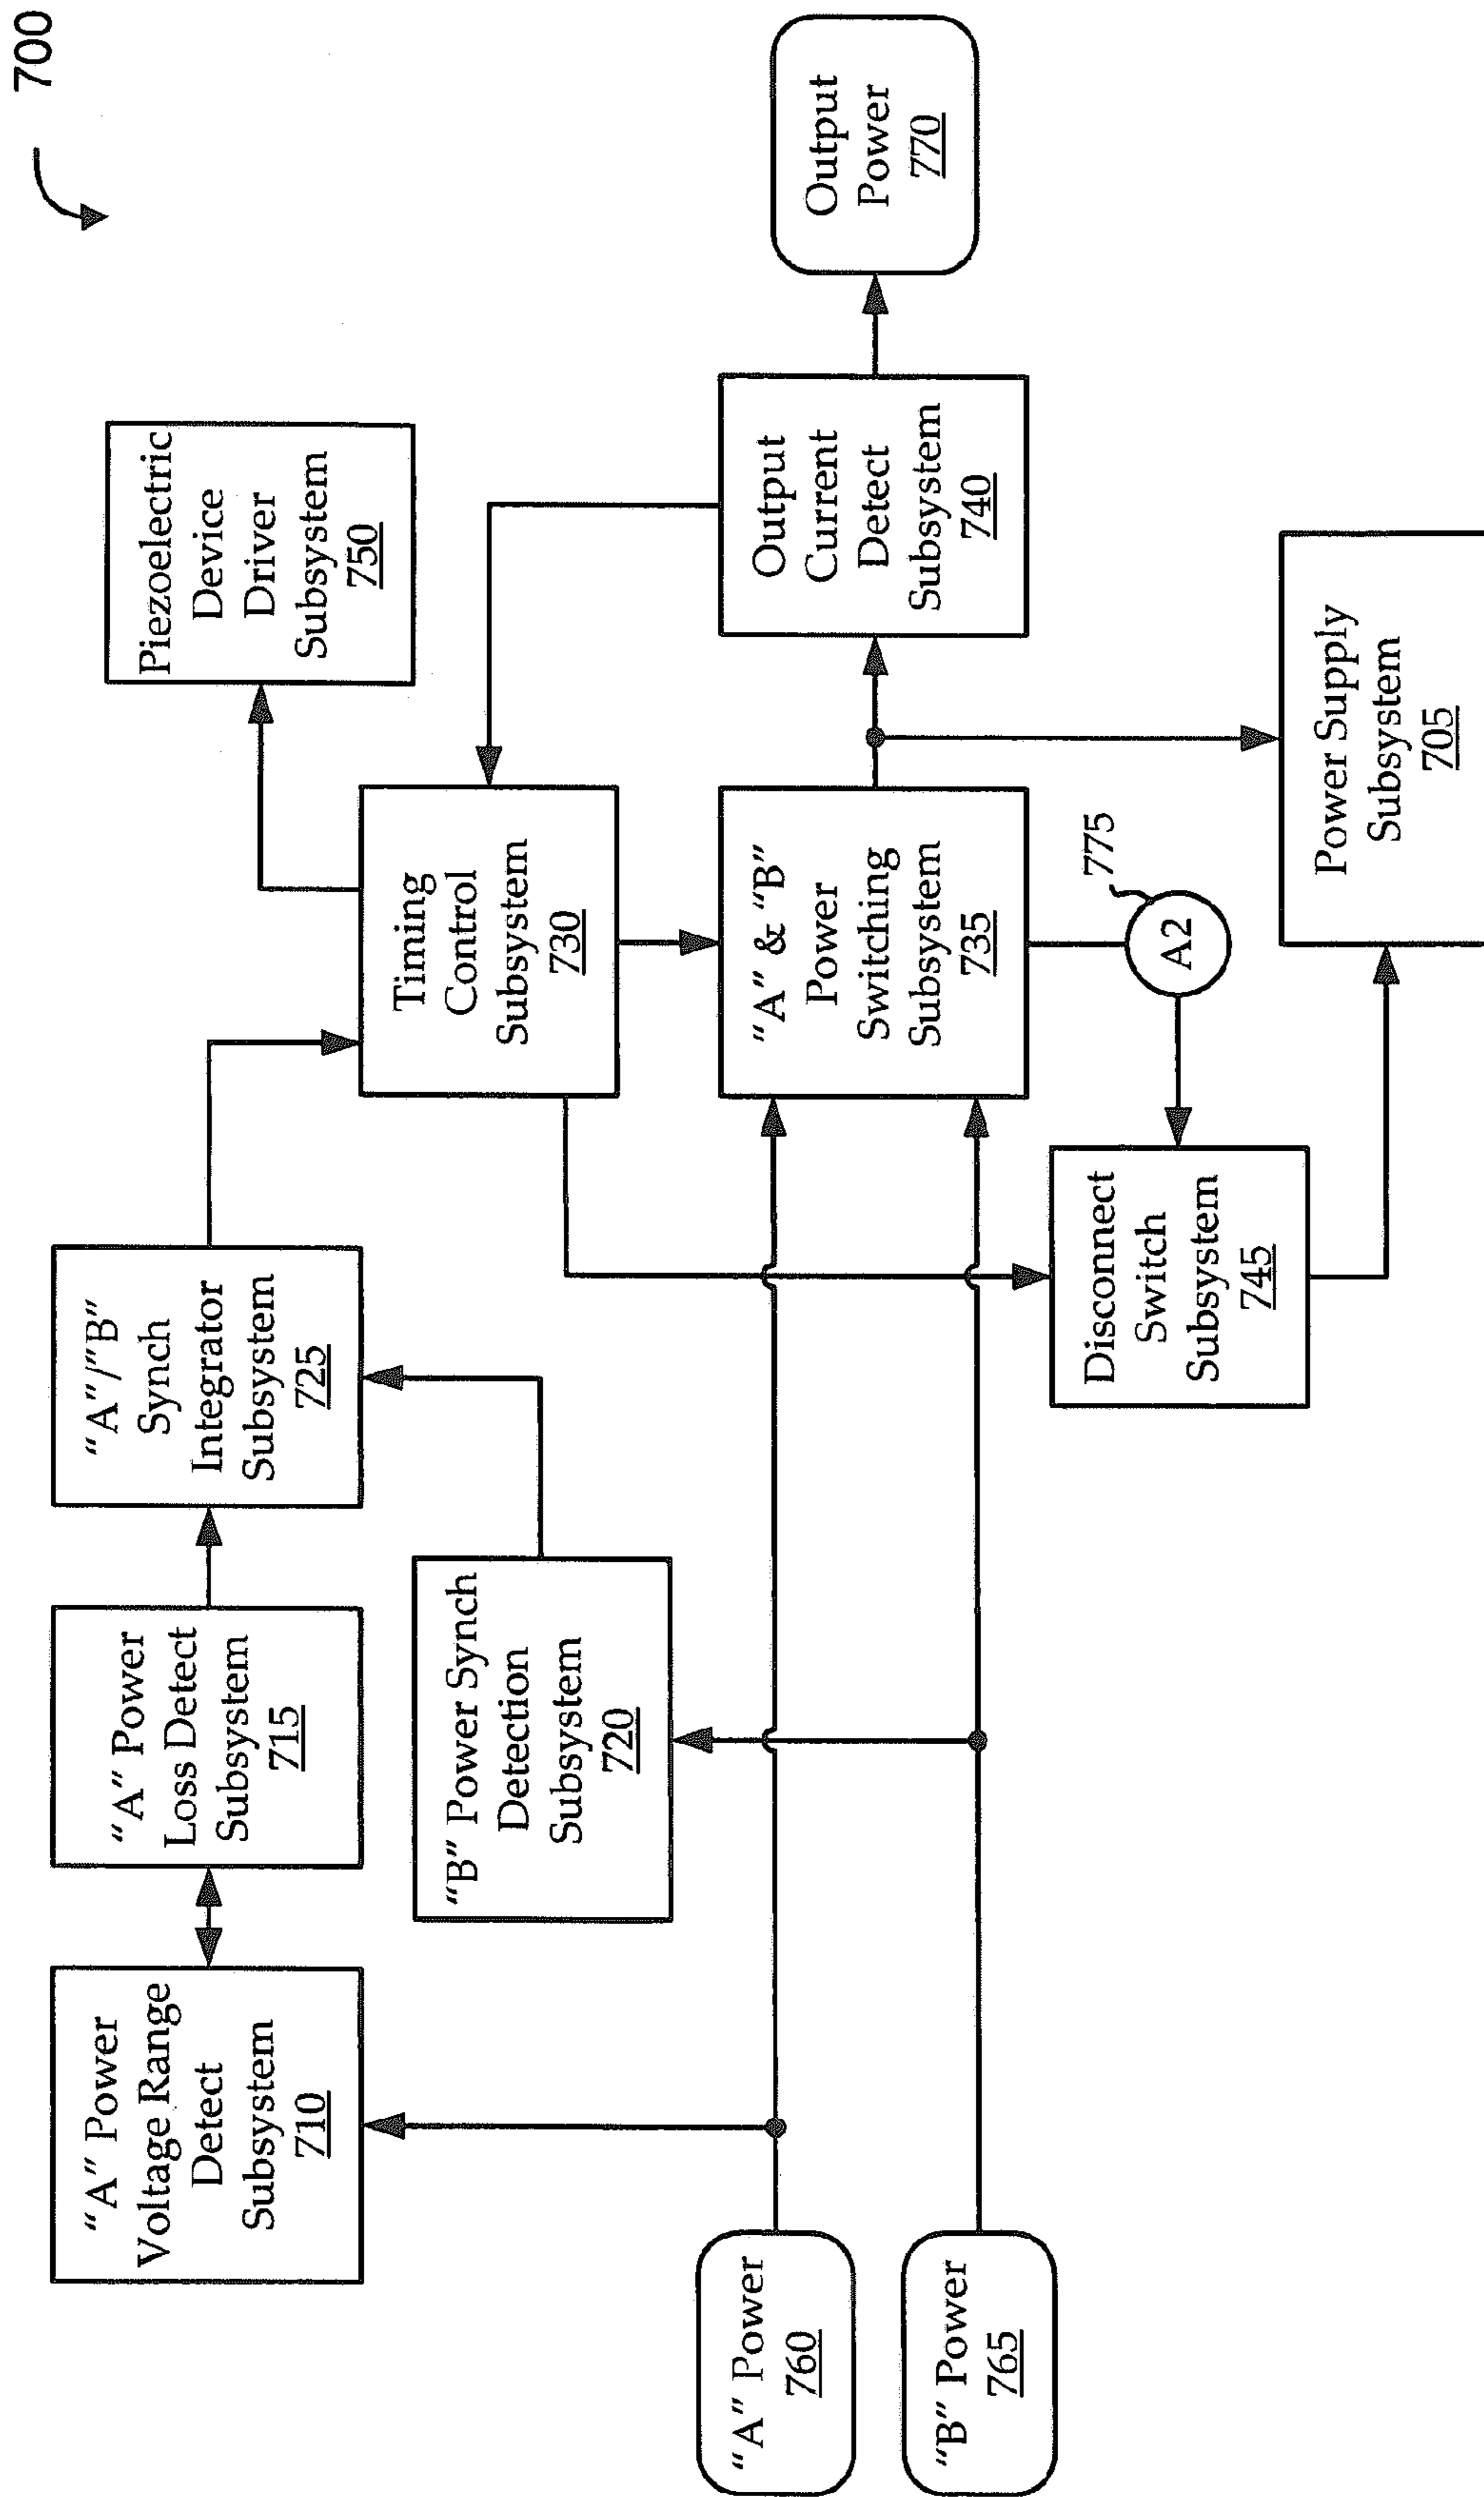 700
"A" Power
Voltage Range
Detect
Subsystem
710
"A" Power
Loss Detect
Subsystem
715
"A"/"B"
Synch
Integrator
Subsystem
725
Piezoelectric
Device
Driver
Subsystem
750
"B" Power Synch
Detection
Subsystem
720
Timing
Control
Subsystem
730
"A" Power
760
"B" Power
765
"A" & "B"
Power
Switching
Subsystem
735
Output
Current
Detect
Subsystem
740
Output
Power
770
Disconnect
Switch
Subsystem
745
A2
775
Power Supply
Subsystem
705